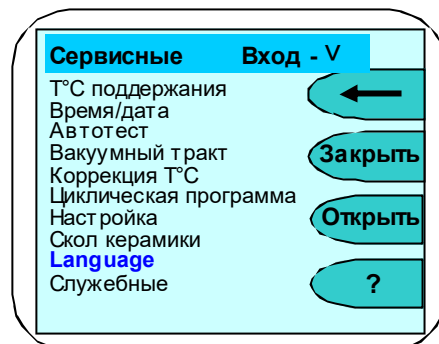 Сервисные Вход - V
Т°С поддержания
Время/дата
Автотест
Вакуумный тракт
Коррекция Т°С
Циклическая программа
Настройка
Скол керамики
Language
Служебные
Закрыть
Открыть
?